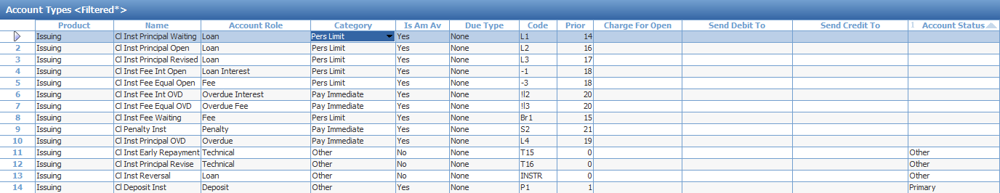 Account Types <Filtered*>
Product Name Account Role Category Is Am Av Due Type Code Prior Charge For Open Send Debit To Send Credit To 1 Account Status
Issuing Cl Inst Principal Waiting Loan Pers Limit Yes None L1 14
2 Issuing Cl Inst Principal Open Loan Pers Limit Yes None L2 16
3 Issuing Cl Inst Principal Revised Loan Pers Limit Yes None L3 17
4 Issuing Cl Inst Fee Int Open Loan Interest Pers Limit Yes None -1 18
5 Issuing Cl Inst Fee Equal Open Fee Pers Limit Yes None -3 18
6 Issuing Cl Inst Fee Int OVD Overdue Interest Pay Immediate Yes None !l2 20
7 Issuing Cl Inst Fee Equal OVD Overdue Fee Pay Immediate Yes None !l3 20
8 Issuing Cl Inst Fee Waiting Fee Pers Limit Yes None Br1 15
9 Issuing Cl Penalty Inst Penalty Pay Immediate Yes None S2 21
10 Issuing Cl Inst Principal OVD Overdue Pay Immediate Yes None L4 19
11 Issuing Cl Inst Early Repayment Technical Other No None T15 0 Other
12 Issuing Cl Inst Principal Revise Technical Other No None T16 0 Other
13 Issuing Cl Inst Reversal Loan Other No None INSTR 0 Other
14 Issuing Cl Deposit Inst Deposit Other Yes None P1 1 Primary